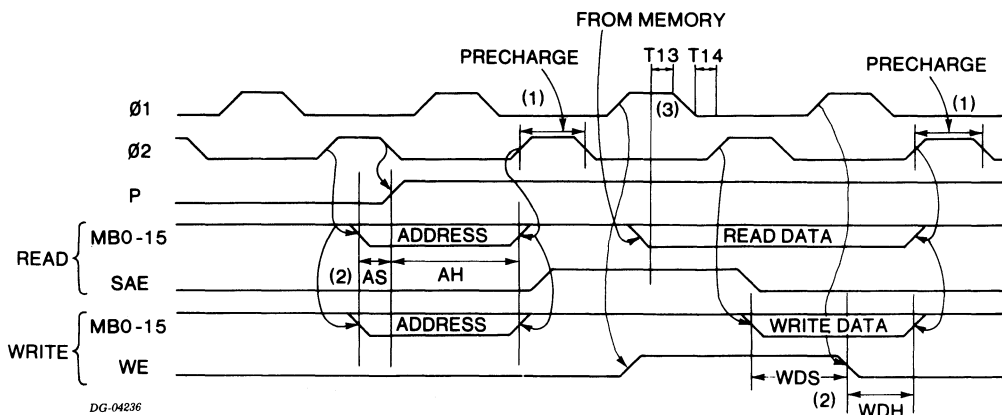 FROM MEMORY
PRECHARGE
T13 T14
PRECHARGE
(1)
(3)
(1)
Ø1
Ø2
P
READ
MB0-15
ADDRESS
READ DATA
(2) AS
AH
SAE
WRITE
MB0-15
ADDRESS
WRITE DATA
WE
WDS
(2)
WDH
DG-04236